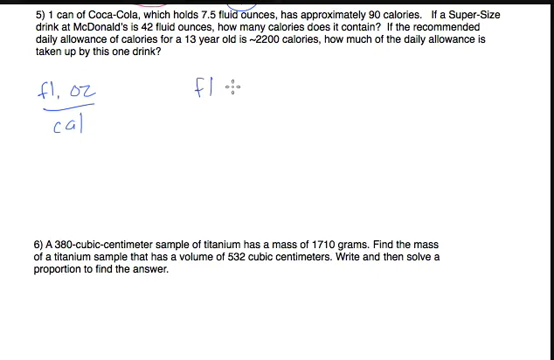 5) 1 can of Coca-Cola, which holds 7.5 fluid ounces, has approximately 90 calories.  If a Super-Size
drink at McDonald's is 42 fluid ounces, how many calories does it contain?  If the recommended
daily allowance of calories for a 13 year old is ~2200 calories, how much of the daily allowance is
taken up by this one drink?
fl. oz
cal
fl
6) A 380-cubic-centimeter sample of titanium has a mass of 1710 grams. Find the mass
of a titanium sample that has a volume of 532 cubic centimeters. Write and then solve a
proportion to find the answer.